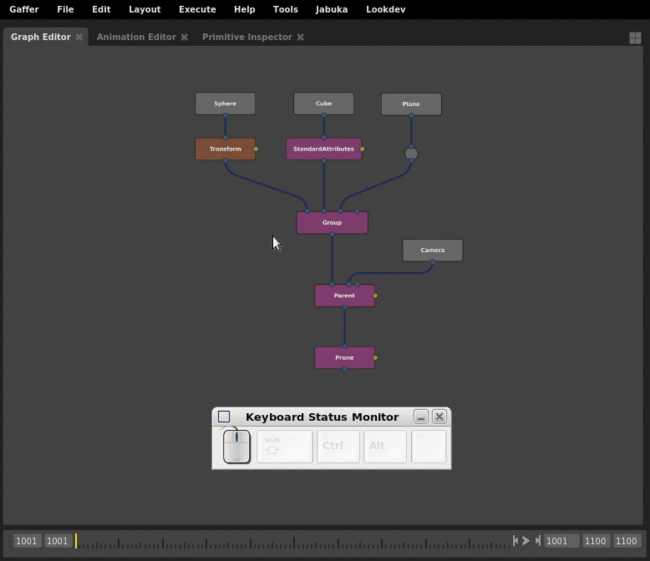 Gaffer File Edit Layout Execute Help Tools Jabuka Lookdev
Graph Editor Animation Editor Primitive Inspector
Sphere Cube Plane
Transform StandardAttributes
Group
Camera
Parent
Prune
Keyboard Status Monitor
Shift Ctrl Alt
1001 1001 1001 1100 1100